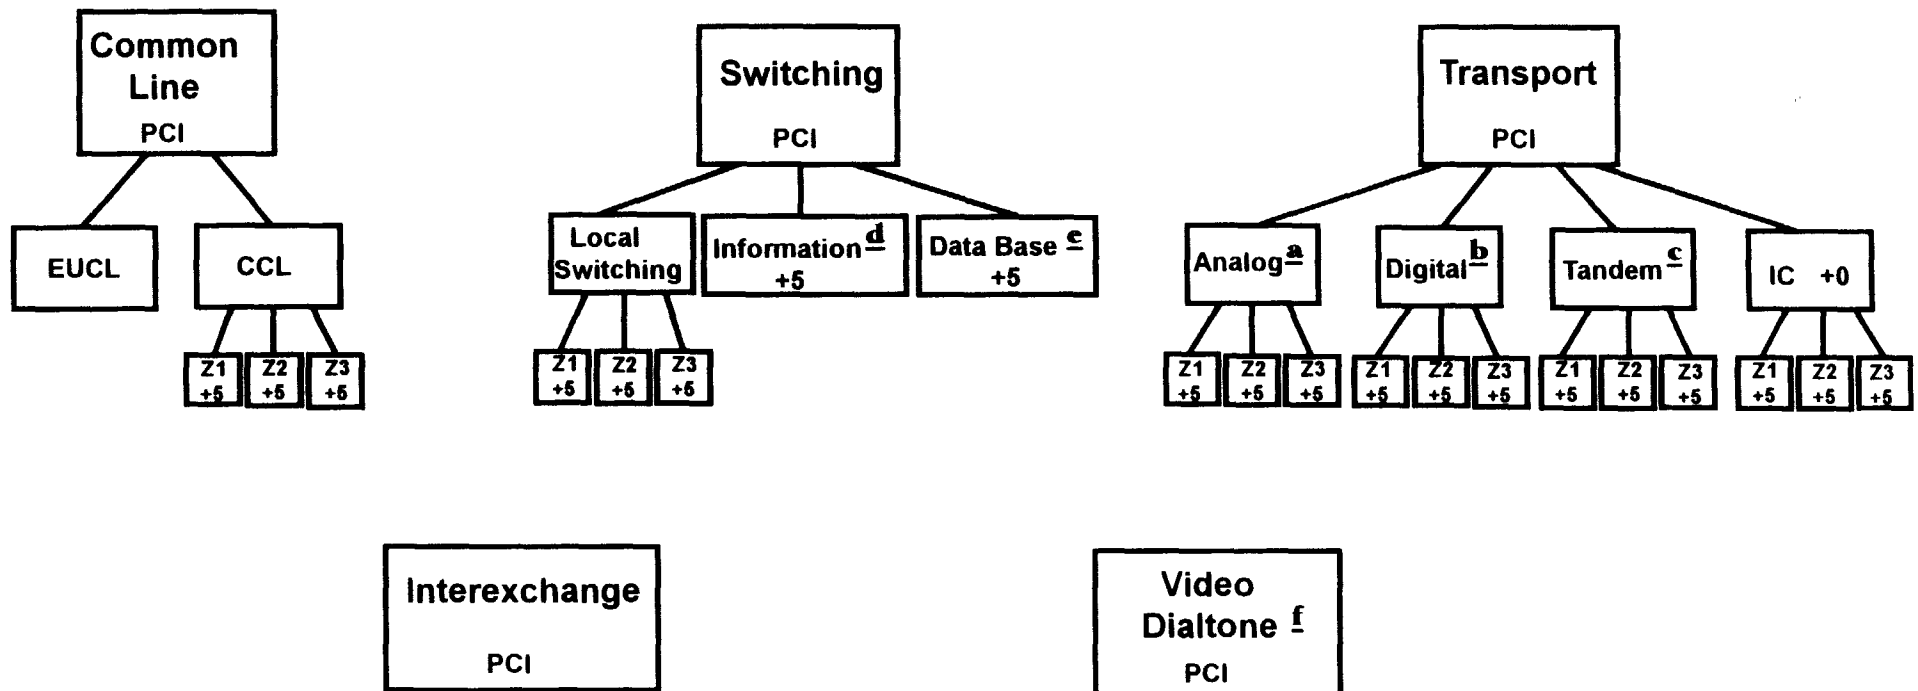 Common
Line
PCI
EUCL
CCL
Z1
+5
Z2
+5
Z3
+5
Switching
PCI
Local
Switching
Information d
+5
Data Base e
+5
Z1
+5
Z2
+5
Z3
+5
Transport
PCI
Analog a
Digital b
Tandem c
IC +0
Z1
+5
Z2
+5
Z3
+5
Z1
+5
Z2
+5
Z3
+5
Z1
+5
Z2
+5
Z3
+5
Z1
+5
Z2
+5
Z3
+5
Interexchange
PCI
Video
Dialtone f
PCI